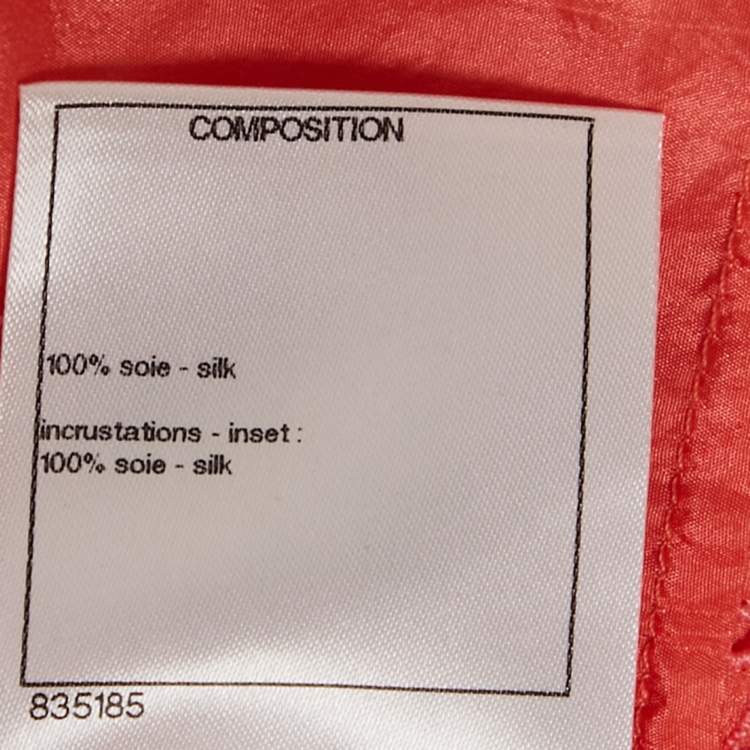 COMPOSITION
100% soie - silk
incrustations - inset :
100% soie - silk
835185